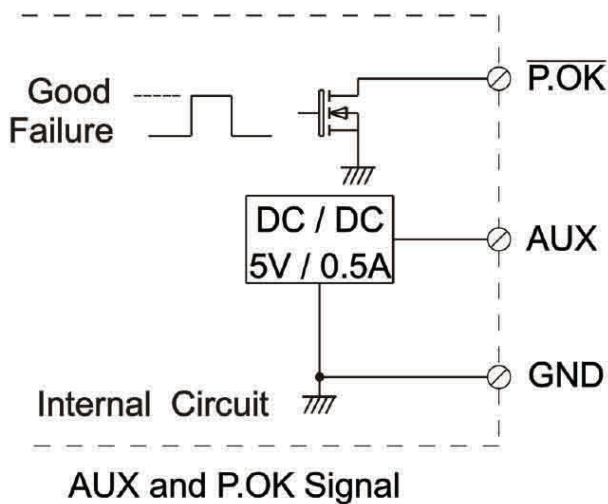 P.OK
Good
Failure
DC / DC
5V / 0.5A
AUX
GND
Internal Circuit
AUX and P.OK Signal